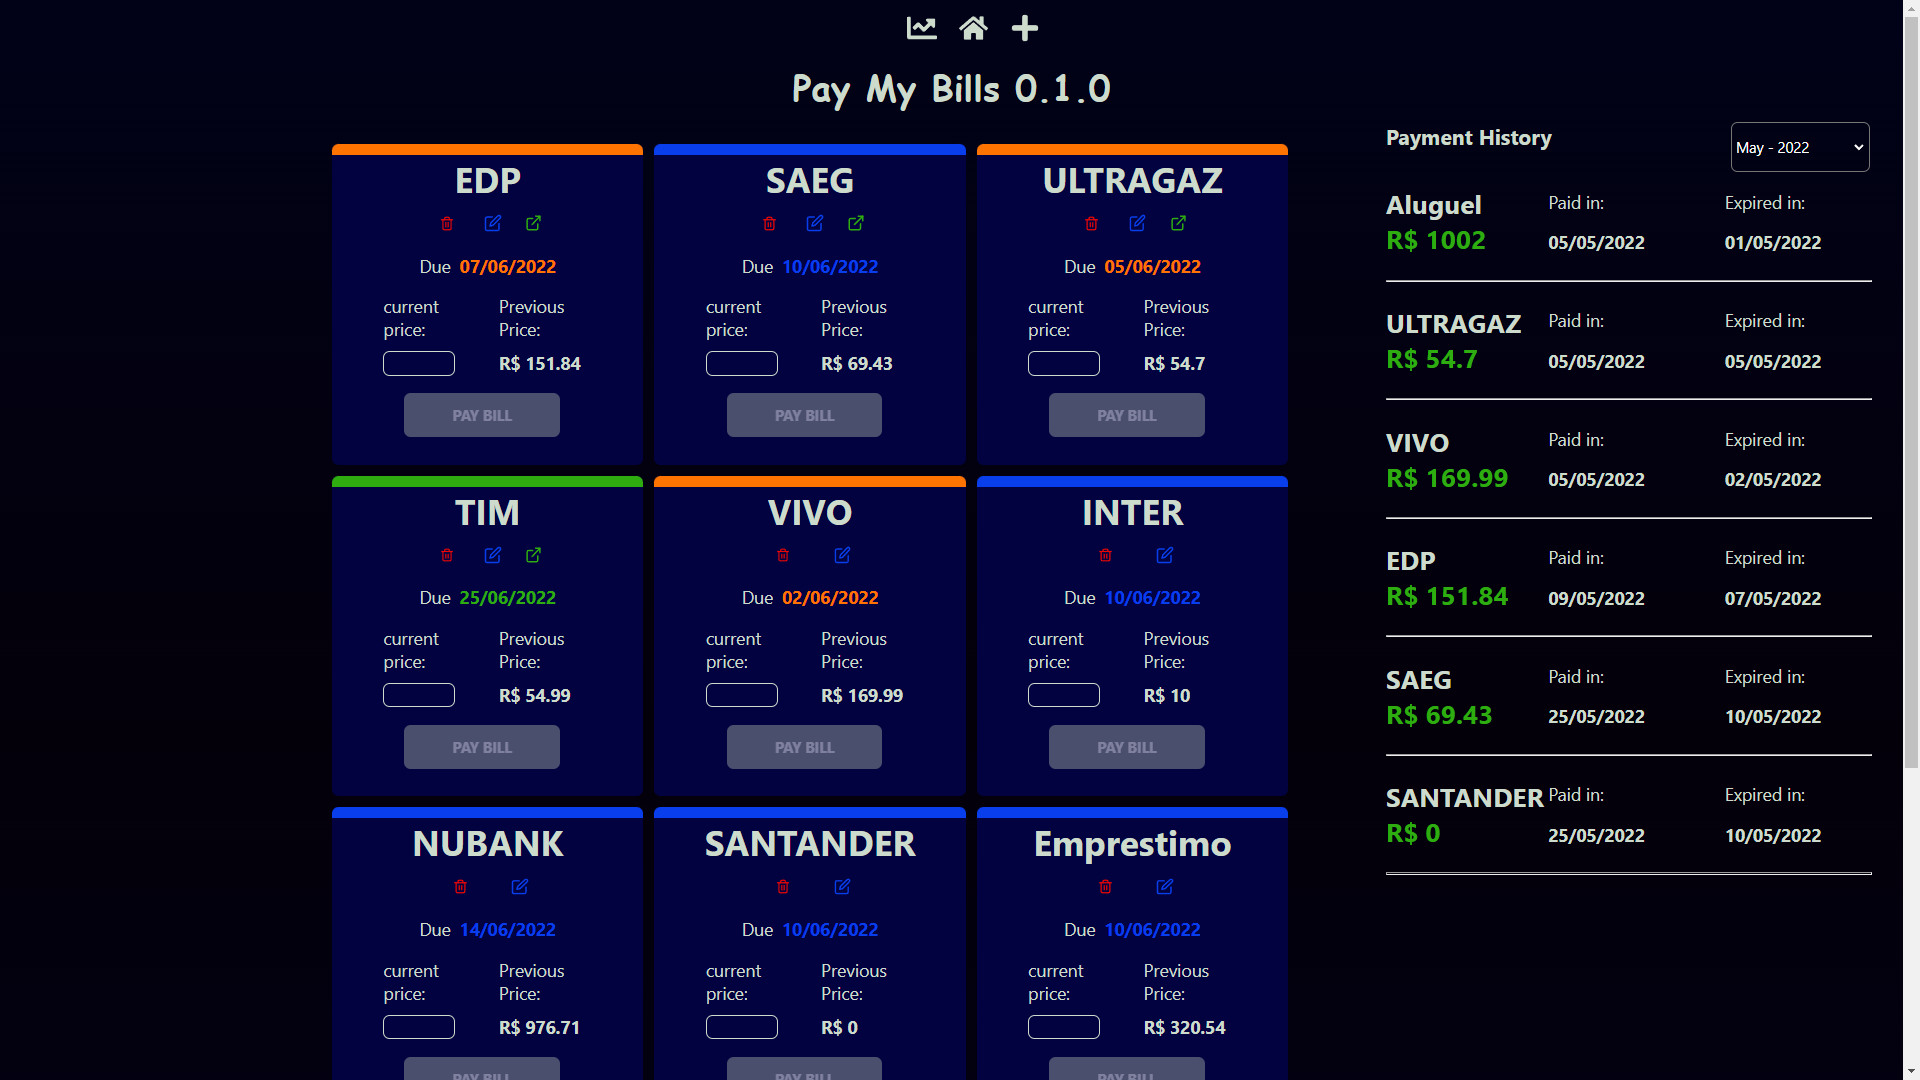 Pay My Bills 0.1.0
EDP
Due 07/06/2022
current price:
Previous Price:
R$ 151.84
PAY BILL
SAEG
Due 10/06/2022
current price:
Previous Price:
R$ 69.43
PAY BILL
ULTRAGAZ
Due 05/06/2022
current price:
Previous Price:
R$ 54.7
PAY BILL
TIM
Due 25/06/2022
current price:
Previous Price:
R$ 54.99
PAY BILL
VIVO
Due 02/06/2022
current price:
Previous Price:
R$ 169.99
PAY BILL
INTER
Due 10/06/2022
current price:
Previous Price:
R$ 10
PAY BILL
NUBANK
Due 14/06/2022
current price:
Previous Price:
R$ 976.71
PAY BILL
SANTANDER
Due 10/06/2022
current price:
Previous Price:
R$ 0
PAY BILL
Emprestimo
Due 10/06/2022
current price:
Previous Price:
R$ 320.54
PAY BILL
Payment History
May - 2022
Aluguel Paid in: Expired in:
R$ 1002 05/05/2022 01/05/2022
ULTRAGAZ Paid in: Expired in:
R$ 54.7 05/05/2022 05/05/2022
VIVO Paid in: Expired in:
R$ 169.99 05/05/2022 02/05/2022
EDP Paid in: Expired in:
R$ 151.84 09/05/2022 07/05/2022
SAEG Paid in: Expired in:
R$ 69.43 25/05/2022 10/05/2022
SANTANDER Paid in: Expired in:
R$ 0 25/05/2022 10/05/2022